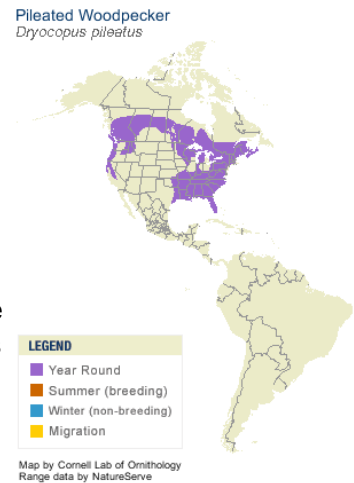 Pileated Woodpecker
Dryocopus pileatus
e
LEGEND
Year Round
Summer (breeding)
Winter (non-breeding)
Migration
Map by Cornell Lab of Ornithology
Range data by NatureServe